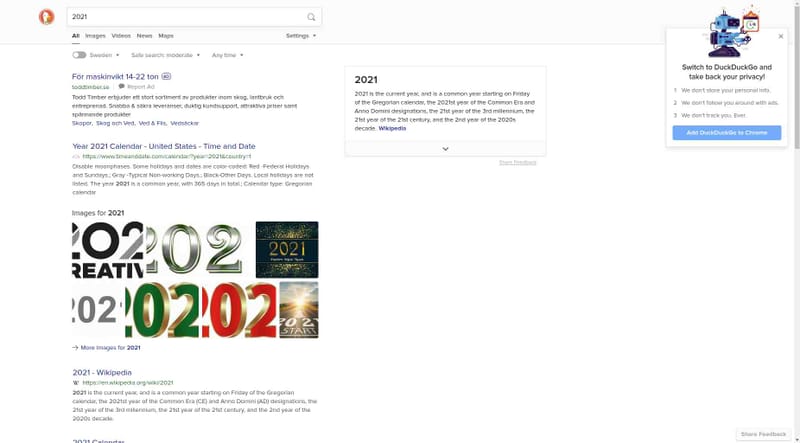 2021
All Images Videos News Maps Settings
Sweden Safe search: moderate Any time
För maskinvikt 14-22 ton AD
toddtimber.se Report Ad
Todd Timber erbjuder ett stort sortiment av produkter inom skog, lantbruk och
entreprenad. Snabba & säkra leveranser, duktig kundsupport, attraktiva priser samt
spännande produkter
Skopor, Skog och Ved, Ved & Flis, Vedsäckar
Year 2021 Calendar - United States - Time and Date
https://www.timeanddate.com/calendar/?year=2021&country=1
Disable moonphases. Some holidays and dates are color-coded: Red -Federal Holidays
and Sundays.; Gray -Typical Non-working Days.; Black-Other Days. Local holidays are not
listed. The year 2021 is a common year, with 365 days in total.; Calendar type: Gregorian
calendar
Images for 2021
202
CREATIV
202
2021
202
202
202
2021
START
More Images for 2021
2021 - Wikipedia
W https://en.wikipedia.org/wiki/2021
2021 is the current year, and is a common year starting on Friday of the Gregorian
calendar, the 2021st year of the Common Era (CE) and Anno Domini (AD) designations, the
21st year of the 3rd millennium, the 21st year of the 21st century, and the 2nd year of the
2020s decade.
2021 Calendar
2021
2021 is the current year, and is a common year starting on Friday
of the Gregorian calendar, the 2021st year of the Common Era and
Anno Domini designations, the 21st year of the 3rd millennium, the
21st year of the 21st century, and the 2nd year of the 2020s
decade. Wikipedia
Share Feedback
Switch to DuckDuckGo and
take back your privacy!
1 We don't store your personal info.
2 We don't follow you around with ads.
3 We don't track you. Ever.
Add DuckDuckGo to Chrome
Share Feedback